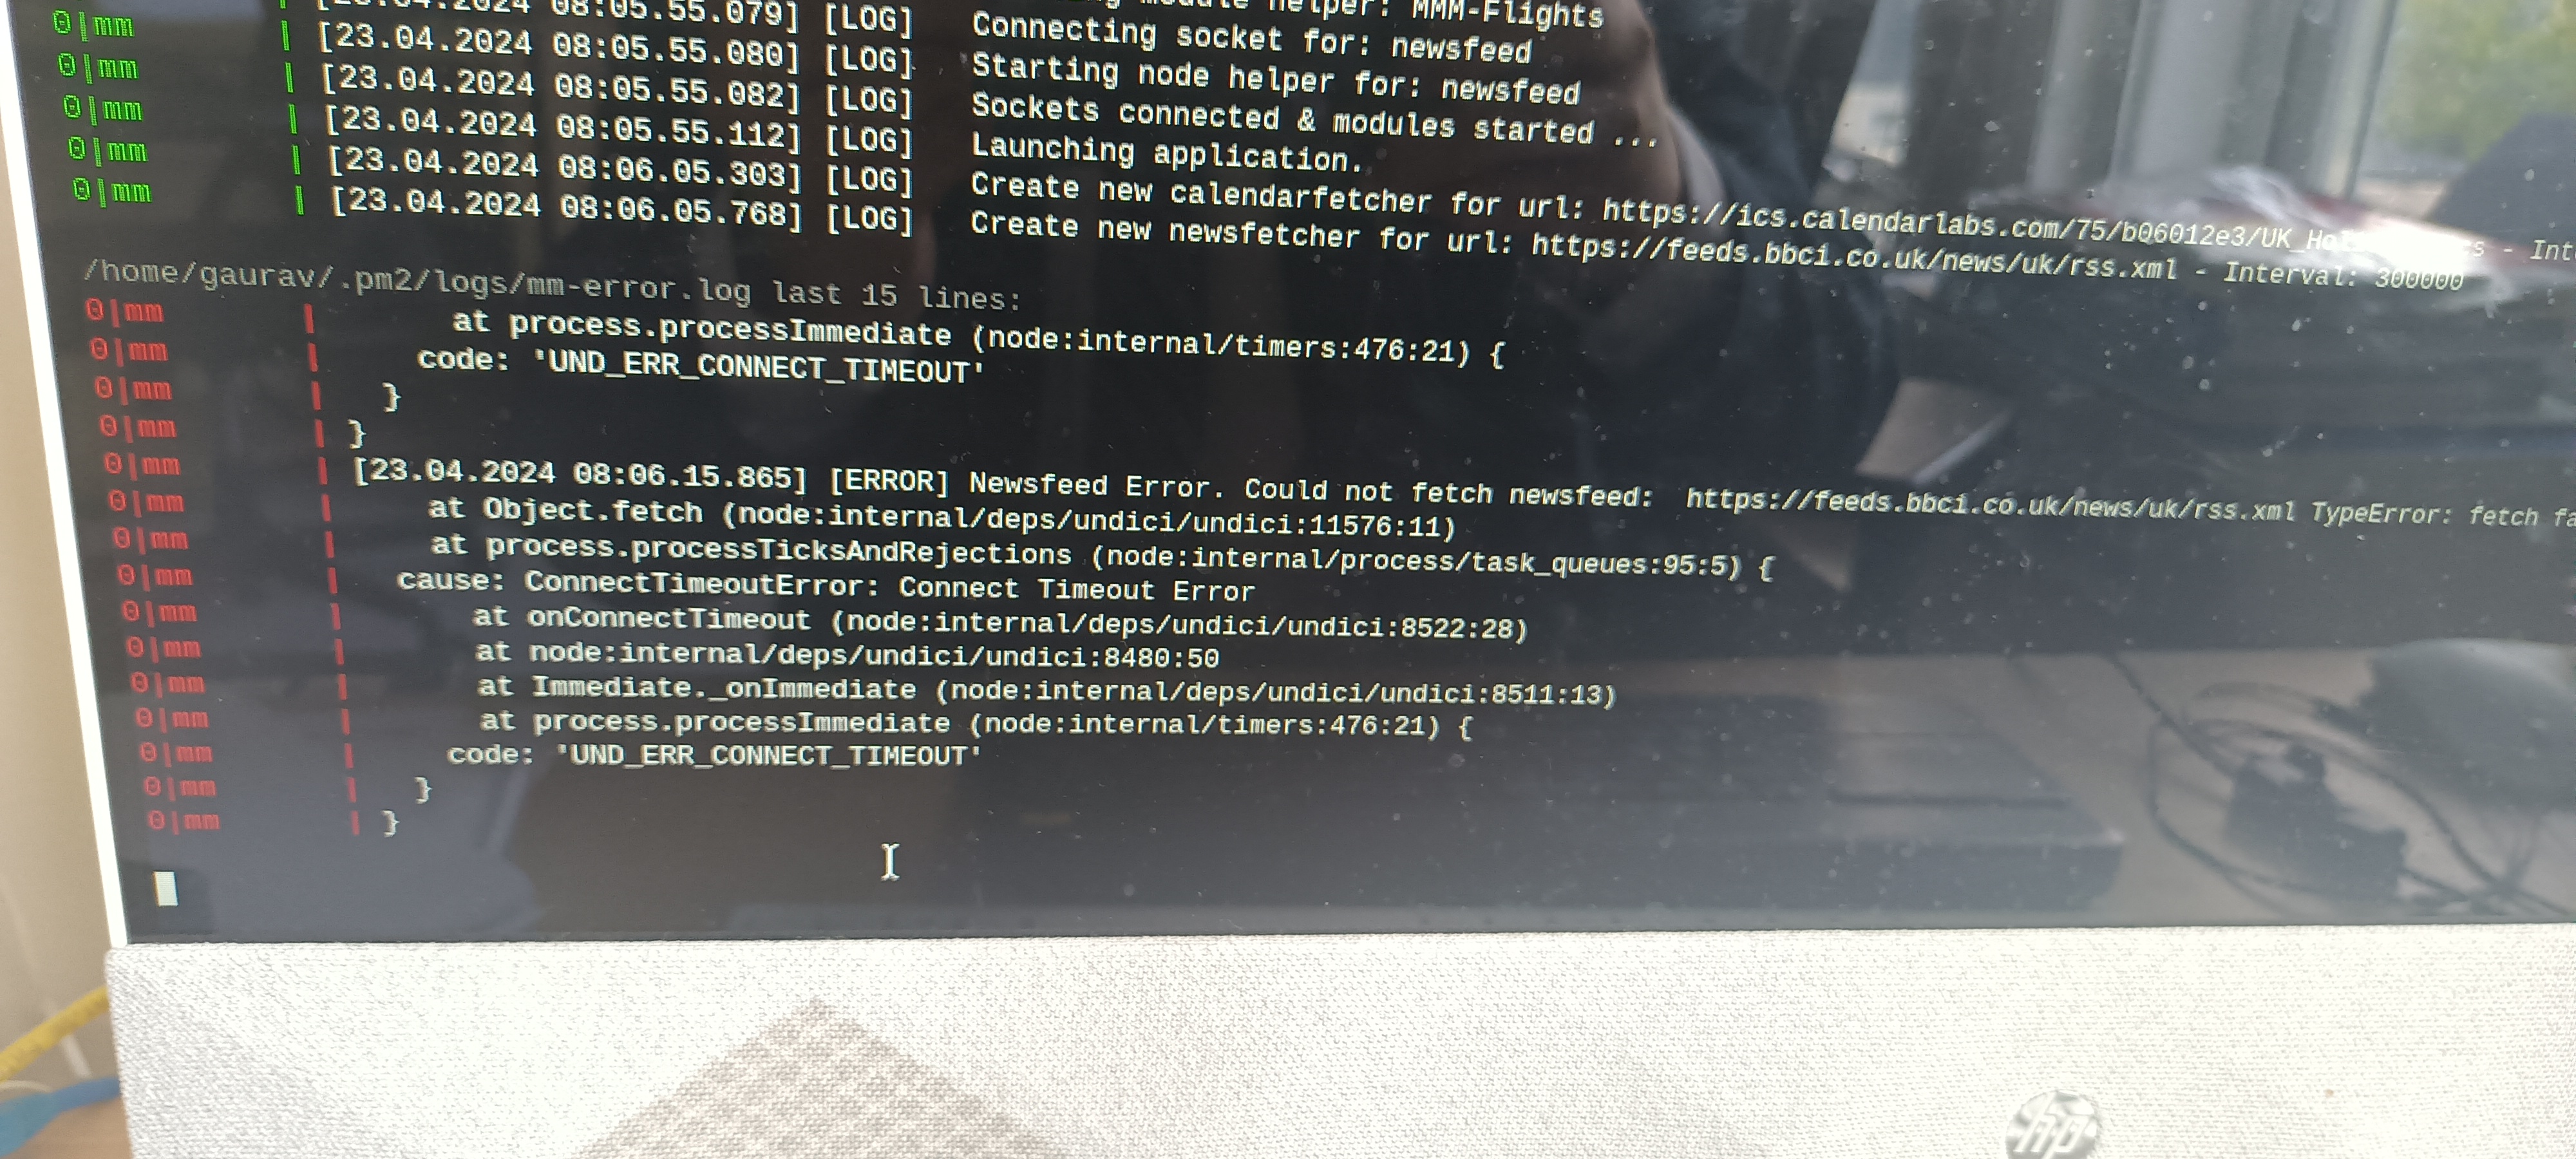 08:05.55.079] [LOG] helper: MMM-Flights
0|mm | [23.04.2024 08:05.55.080] [LOG] Connecting socket for: newsfeed
0|mm | [23.04.2024 08:05.55.082] [LOG] Starting node helper for: newsfeed
0|mm | [23.04.2024 08:05.55.112] [LOG] Sockets connected & modules started ...
0|mm | [23.04.2024 08:06.05.303] [LOG] Launching application.
0|mm | [23.04.2024 08:06.05.768] [LOG] Create new calendarfetcher for url: https://ics.calendarlabs.com/75/b06012e3/UK_ - Int
Create new newsfetcher for url: https://feeds.bbci.co.uk/news/uk/rss.xml - Interval: 300000
/home/gaurav/.pm2/logs/mm-error.log last 15 lines:
0|mm | at process.processImmediate (node:internal/timers:476:21) {
0|mm | code: 'UND_ERR_CONNECT_TIMEOUT'
0|mm | }
0|mm | }
0|mm | [23.04.2024 08:06.15.865] [ERROR] Newsfeed Error. Could not fetch newsfeed: https://feeds.bbci.co.uk/news/uk/rss.xml TypeError: fetch fa
0|mm | at Object.fetch (node:internal/deps/undici/undici:11576:11)
0|mm | at process.processTicksAndRejections (node:internal/process/task_queues:95:5) {
0|mm | cause: ConnectTimeoutError: Connect Timeout Error
0|mm | at onConnectTimeout (node:internal/deps/undici/undici:8522:28)
0|mm | at node:internal/deps/undici/undici:8480:50
0|mm | at Immediate._onImmediate (node:internal/deps/undici/undici:8511:13)
0|mm | at process.processImmediate (node:internal/timers:476:21) {
0|mm | code: 'UND_ERR_CONNECT_TIMEOUT'
0|mm | }
0|mm | }
hp